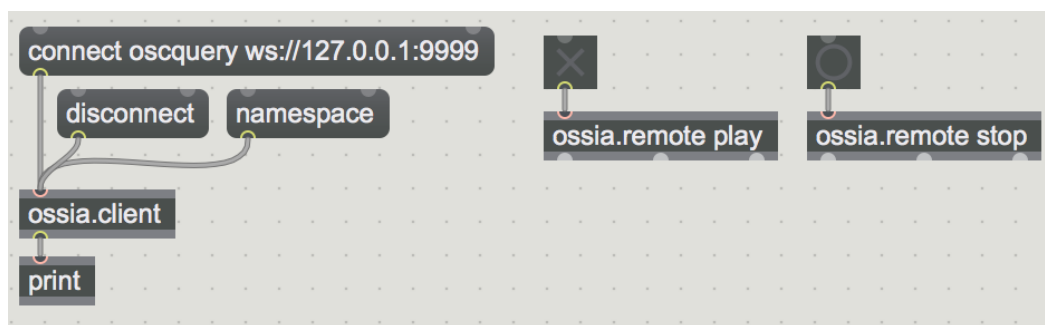 connect oscquery ws://127.0.0.1:9999
disconnect
namespace
ossia.remote play
ossia.remote stop
ossia.client
print